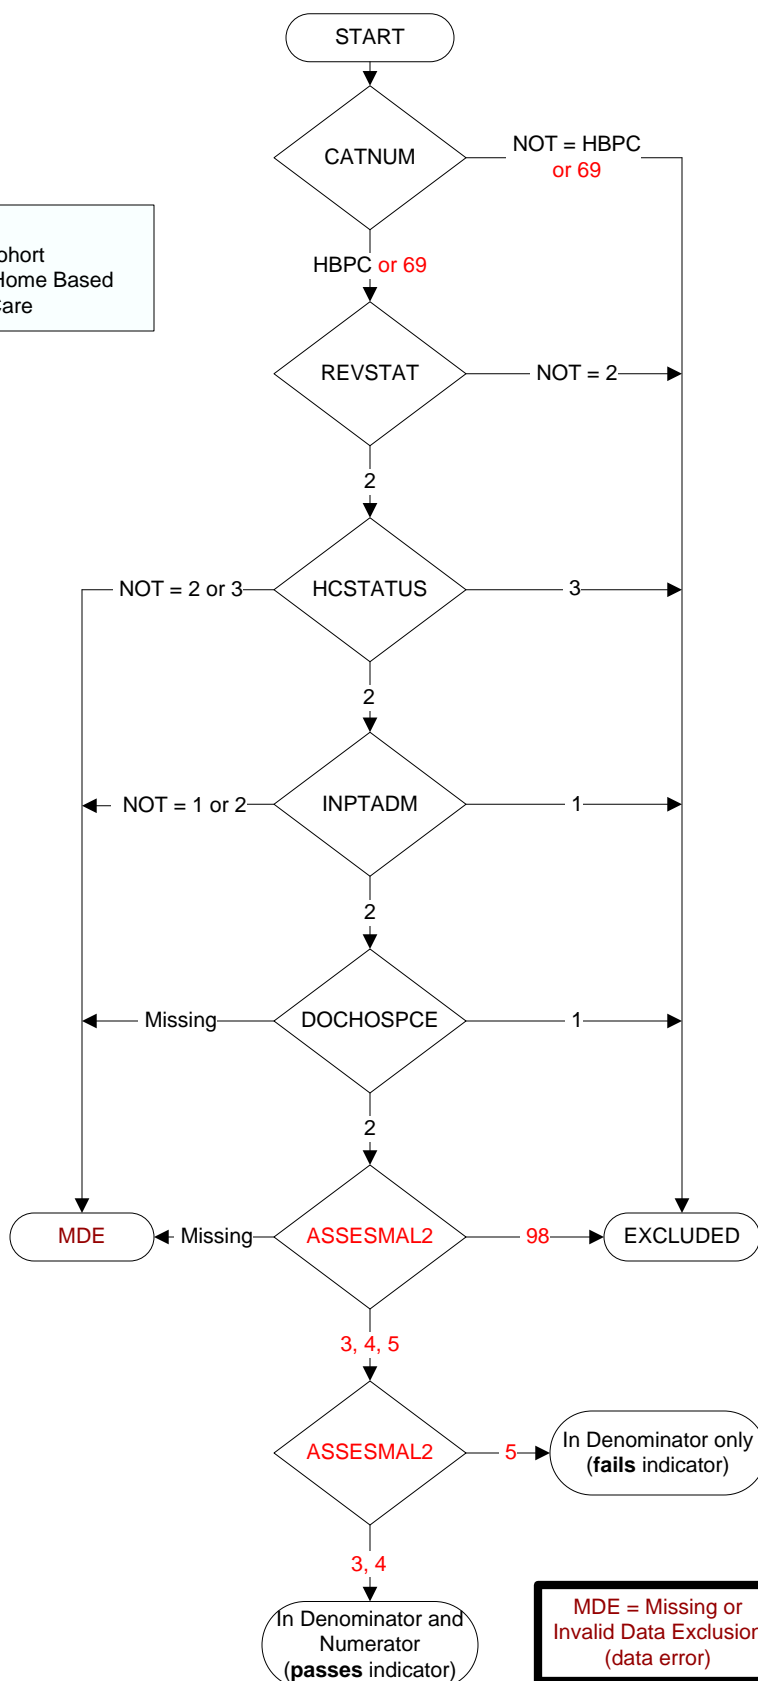 START
CATNUM
NOT = HBPC
or 69
HBPC or 69
ohort
Home Based
Care
REVSTAT
NOT = 2
2
NOT = 2 or 3
HCSTATUS
3
2
NOT = 1 or 2
INPTADM
1
2
Missing
DOCHOSPCE
1
2
MDE
Missing
ASSESMAL2
98
EXCLUDED
3, 4, 5
ASSESMAL2
5
In Denominator only
(fails indicator)
3, 4
In Denominator and
Numerator
(passes indicator)
MDE = Missing or
Invalid Data Exclusion
(data error)